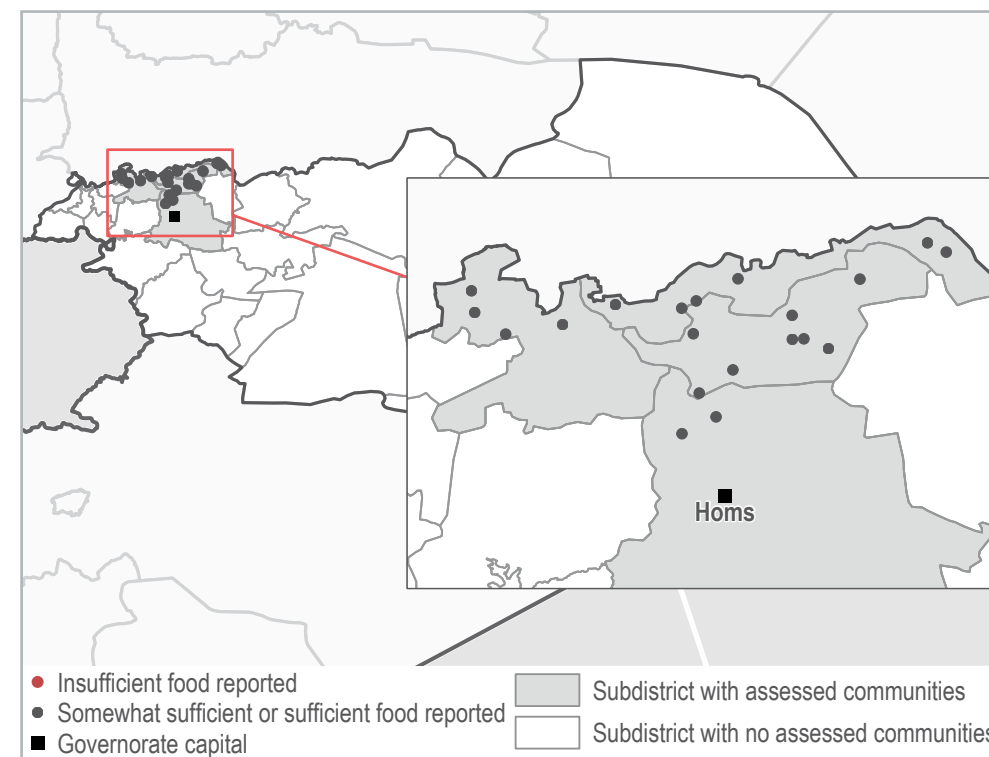 Homs
Insufficient food reported
Somewhat sufficient or sufficient food reported
Governorate capital
Subdistrict with assessed communities
Subdistrict with no assessed communities